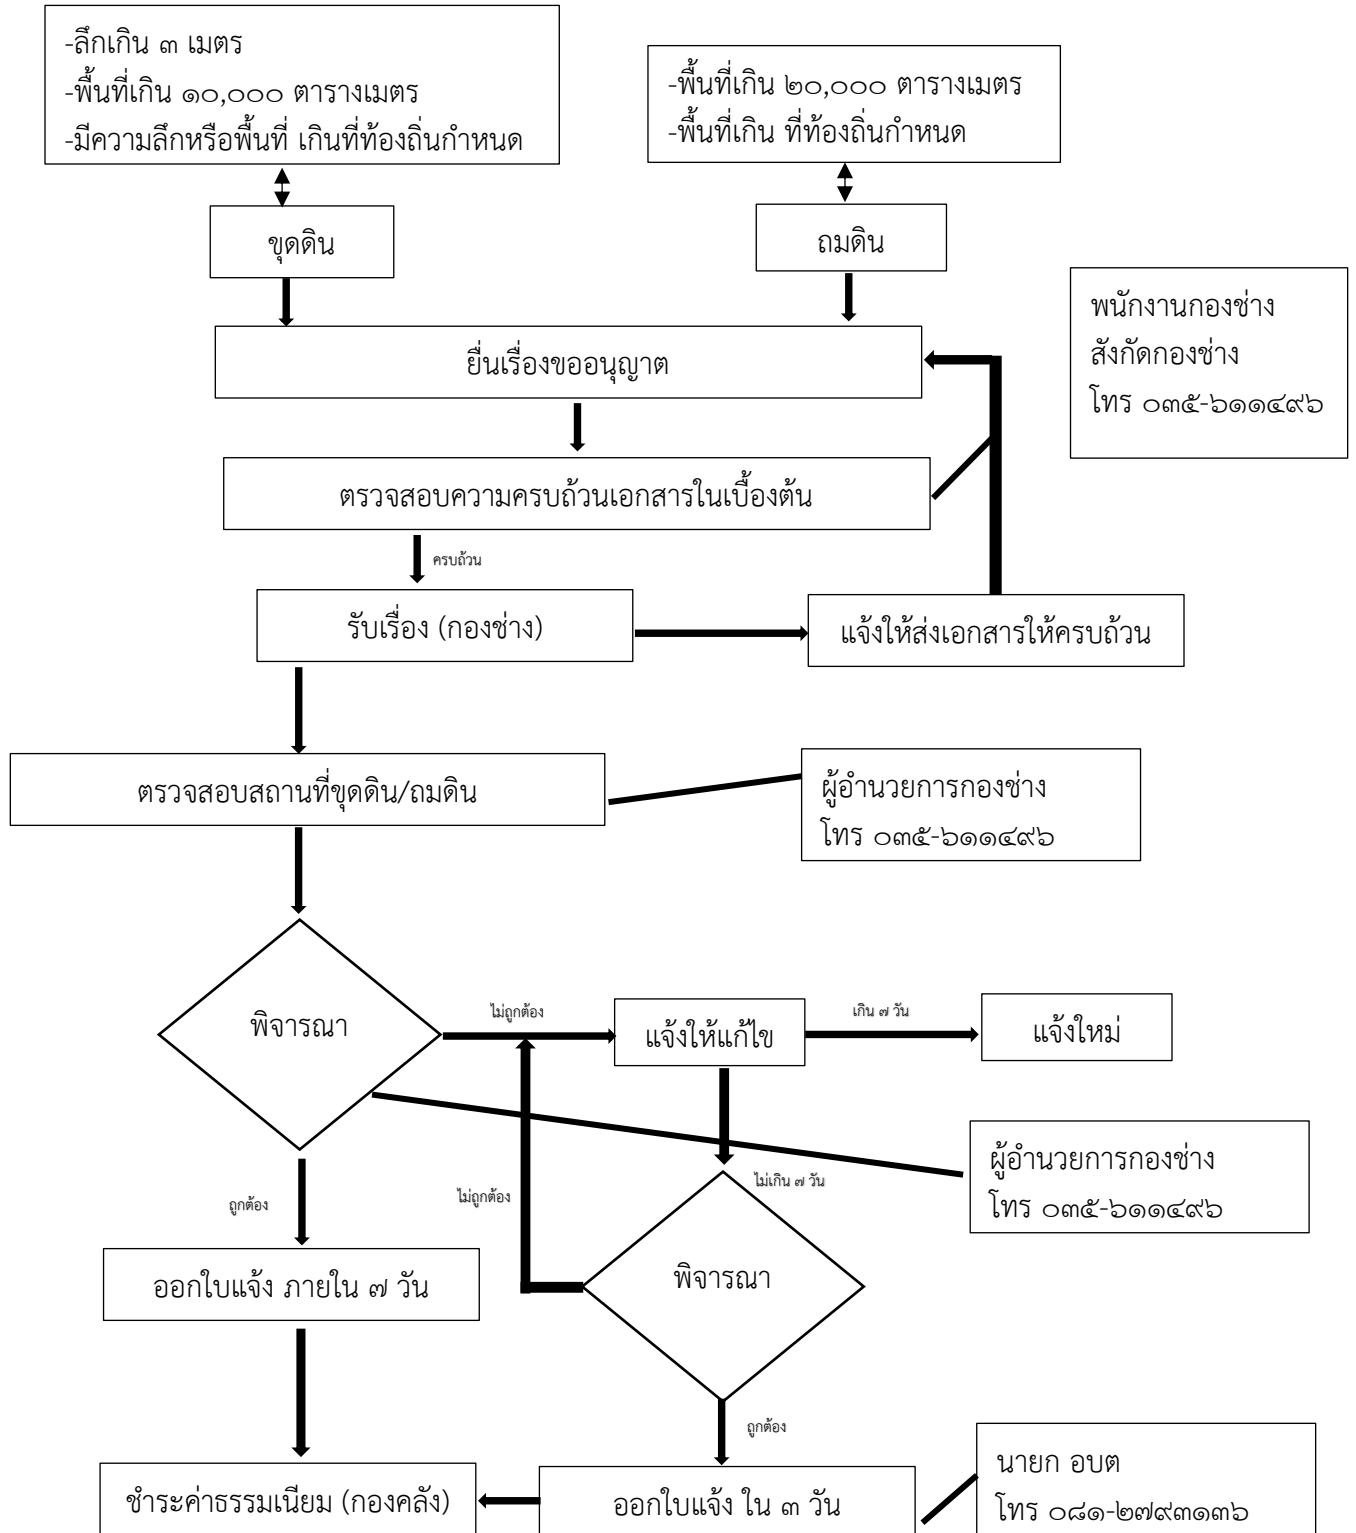 -ลึกเกิน ๓ เมตร
-พื้นที่เกิน ๑๐,๐๐๐ ตารางเมตร
-มีความลึกหรือพื้นที่ เกินที่ท้องถิ่นกำหนด
-พื้นที่เกิน ๒๐,๐๐๐ ตารางเมตร
-พื้นที่เกิน ที่ท้องถิ่นกำหนด
ขุดดิน
ถมดิน
พนักงานกองช่าง
สังกัดกองช่าง
โทร ๐๓๕-๖๑๑๔๙๖
ยื่นเรื่องขออนุญาต
ตรวจสอบความครบถ้วนเอกสารในเบื้องต้น
ครบถ้วน
รับเรื่อง (กองช่าง)
แจ้งให้ส่งเอกสารให้ครบถ้วน
ตรวจสอบสถานที่ขุดดิน/ถมดิน
ผู้อำนวยการกองช่าง
โทร ๐๓๕-๖๑๑๔๙๖
พิจารณา
ไม่ถูกต้อง
แจ้งให้แก้ไข
เกิน ๗ วัน
แจ้งใหม่
ผู้อำนวยการกองช่าง
โทร ๐๓๕-๖๑๑๔๙๖
ถูกต้อง
ไม่ถูกต้อง
ไม่เกิน ๗ วัน
ออกใบแจ้ง ภายใน ๗ วัน
พิจารณา
ถูกต้อง
ชำระค่าธรรมเนียม (กองคลัง)
ออกใบแจ้ง ใน ๓ วัน
นายก อบต
โทร ๐๘๑-๒๗๙๓๑๓๖